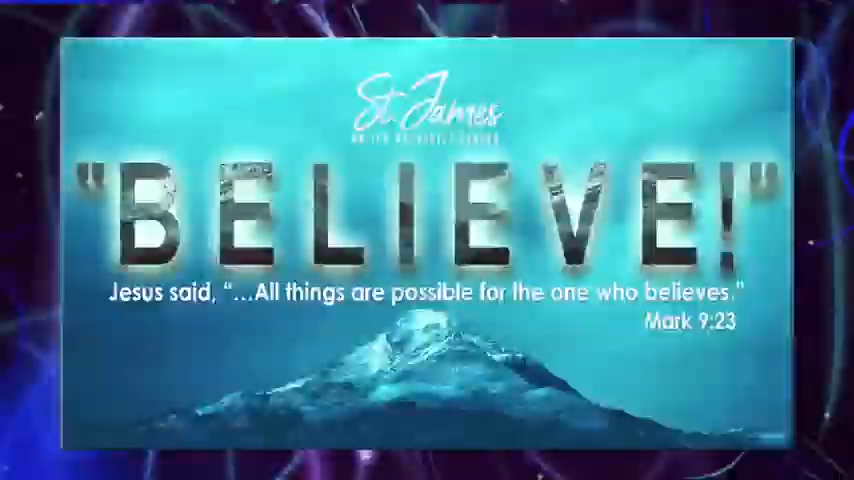 St. James
"BELIEVE!"
Jesus said, "...All things are possible for the one who believes."
Mark 9:23